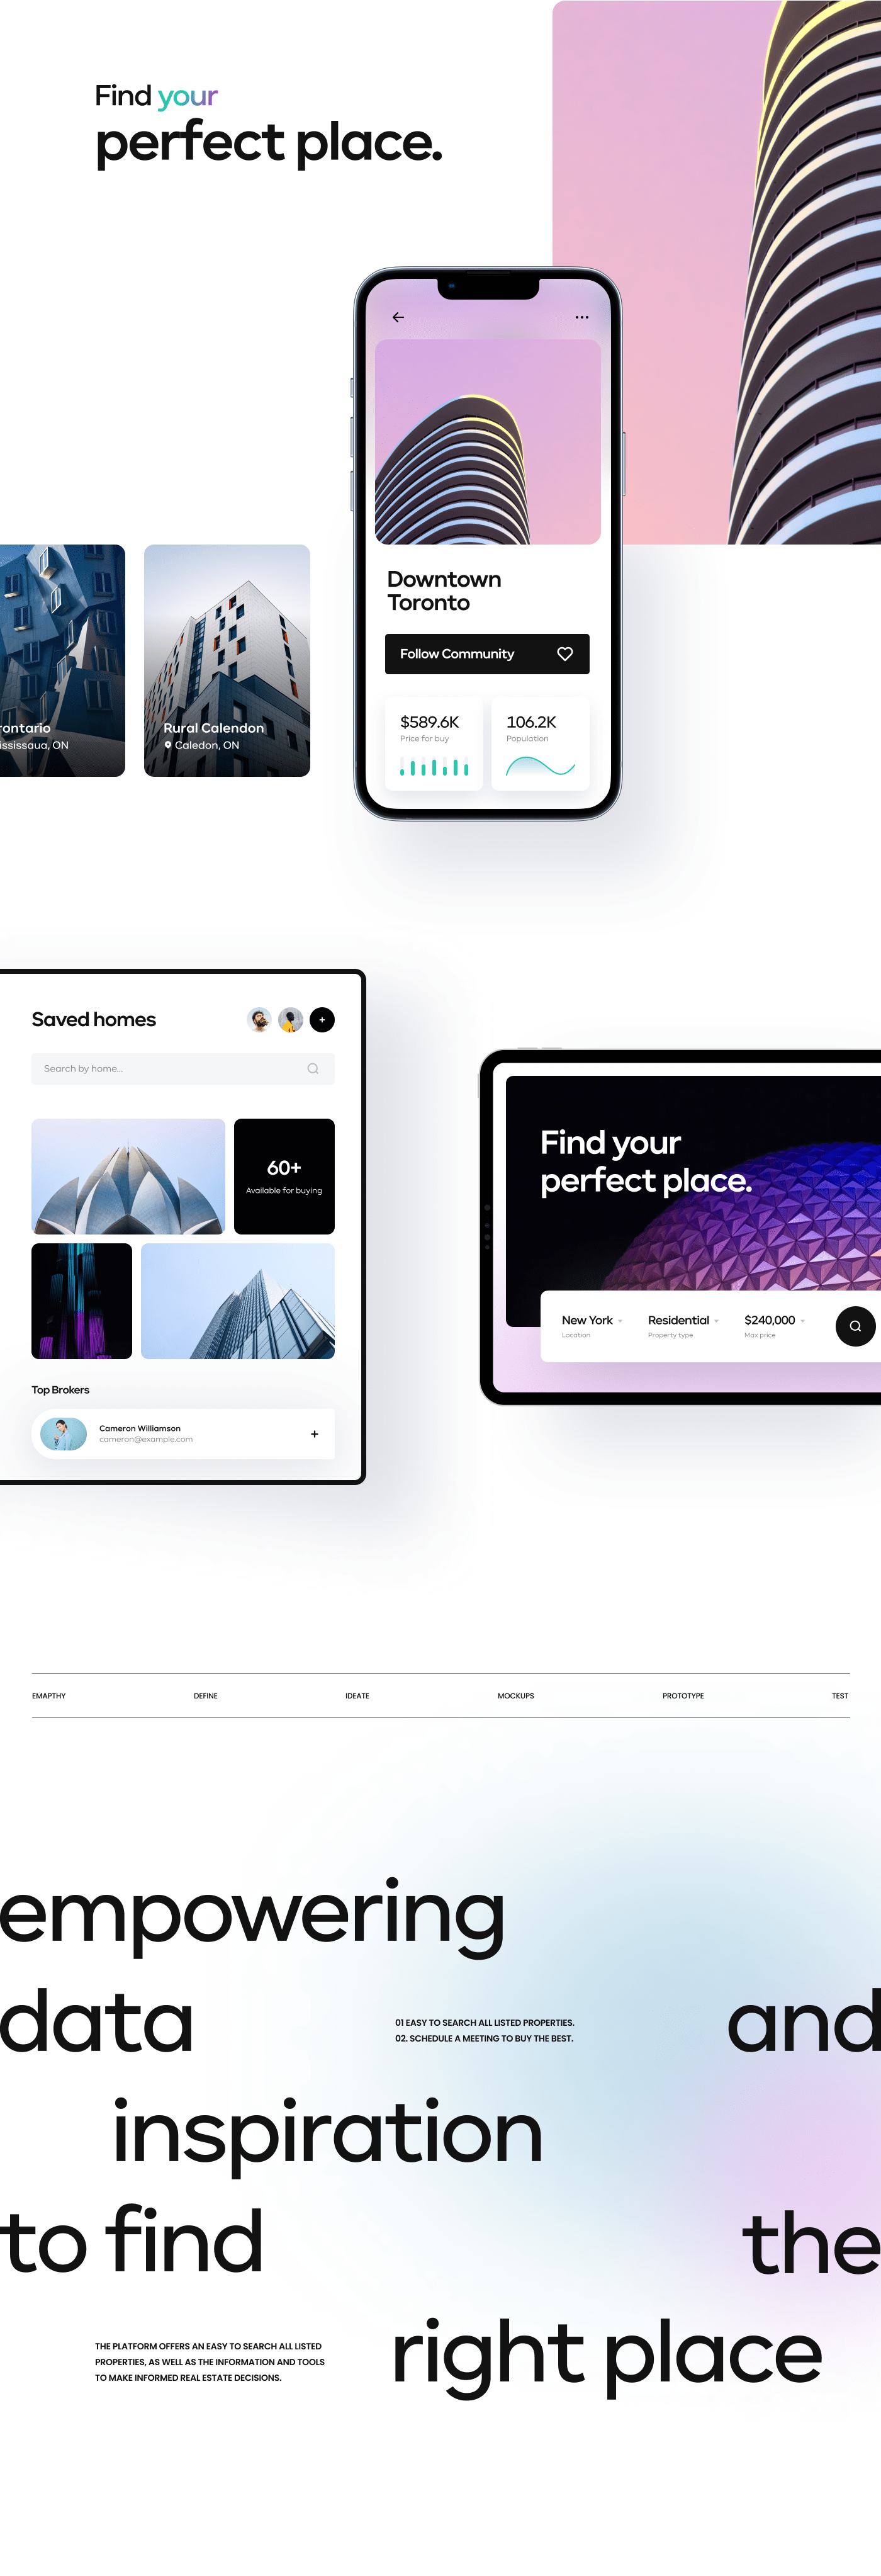 Find your
perfect place.
Downtown
Toronto
Follow Community
$589.6K
Price for buy
106.2K
Population
rontario
ississaua, ON
Rural Calendon
Caledon, ON
Saved homes
+
Search by home...
60+
Available for buying
Top Brokers
Cameron Williamson
cameron@example.com
+
Find your
perfect place.
New York
Location
Residential
Property type
$240,000
Max price
EMAPTHY DEFINE IDEATE MOCKUPS PROTOTYPE TEST
empowering
data and
01 EASY TO SEARCH ALL LISTED PROPERTIES.
02. SCHEDULE A MEETING TO BUY THE BEST.
inspiration
to find the
right place
THE PLATFORM OFFERS AN EASY TO SEARCH ALL LISTED
PROPERTIES, AS WELL AS THE INFORMATION AND TOOLS
TO MAKE INFORMED REAL ESTATE DECISIONS.